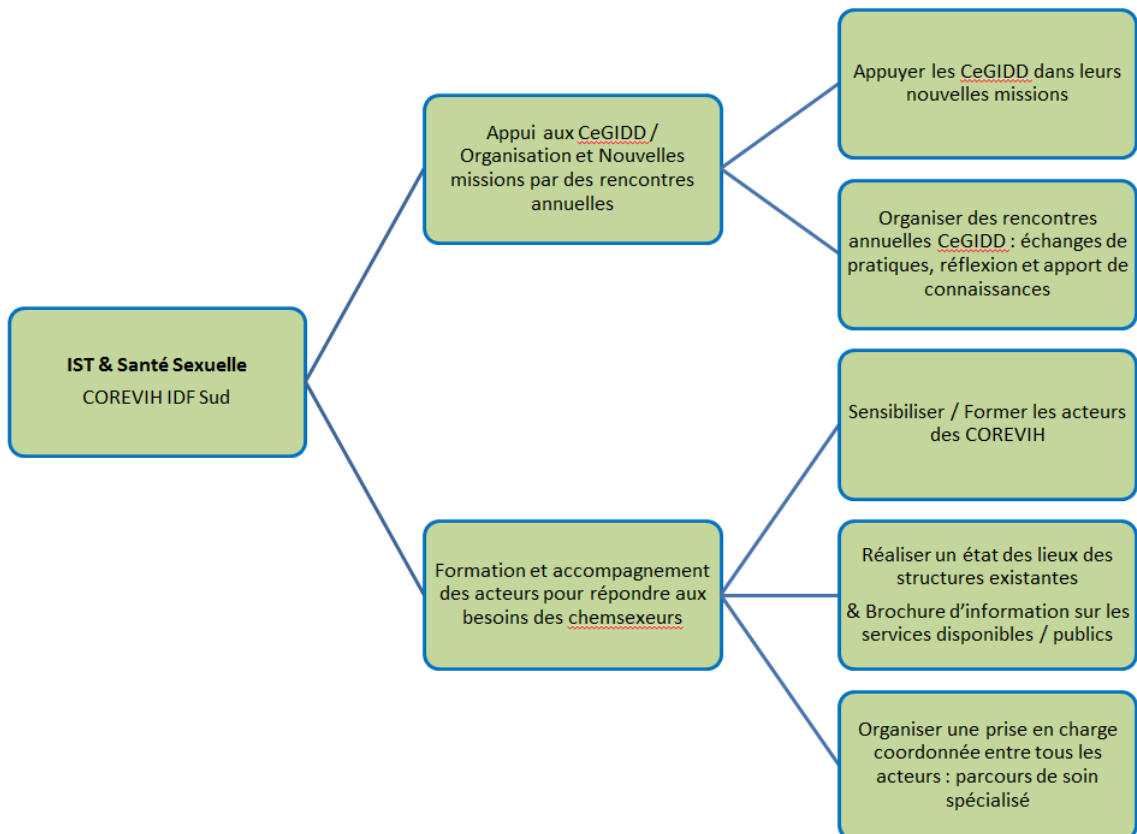 IST & Santé Sexuelle
COREVIH IDF Sud
Appui aux CeGIDD /
Organisation et Nouvelles
missions par des rencontres
annuelles
Appuyer les CeGIDD dans leurs
nouvelles missions
Organiser des rencontres
annuelles CeGIDD : échanges de
pratiques, réflexion et apport de
connaissances
Formation et accompagnement
des acteurs pour répondre aux
besoins des chemsexeurs
Sensibiliser / Former les acteurs
des COREVIH
Réaliser un état des lieux des
structures existantes
& Brochure d’information sur les
services disponibles / publics
Organiser une prise en charge
coordonnée entre tous les
acteurs : parcours de soin
spécialisé